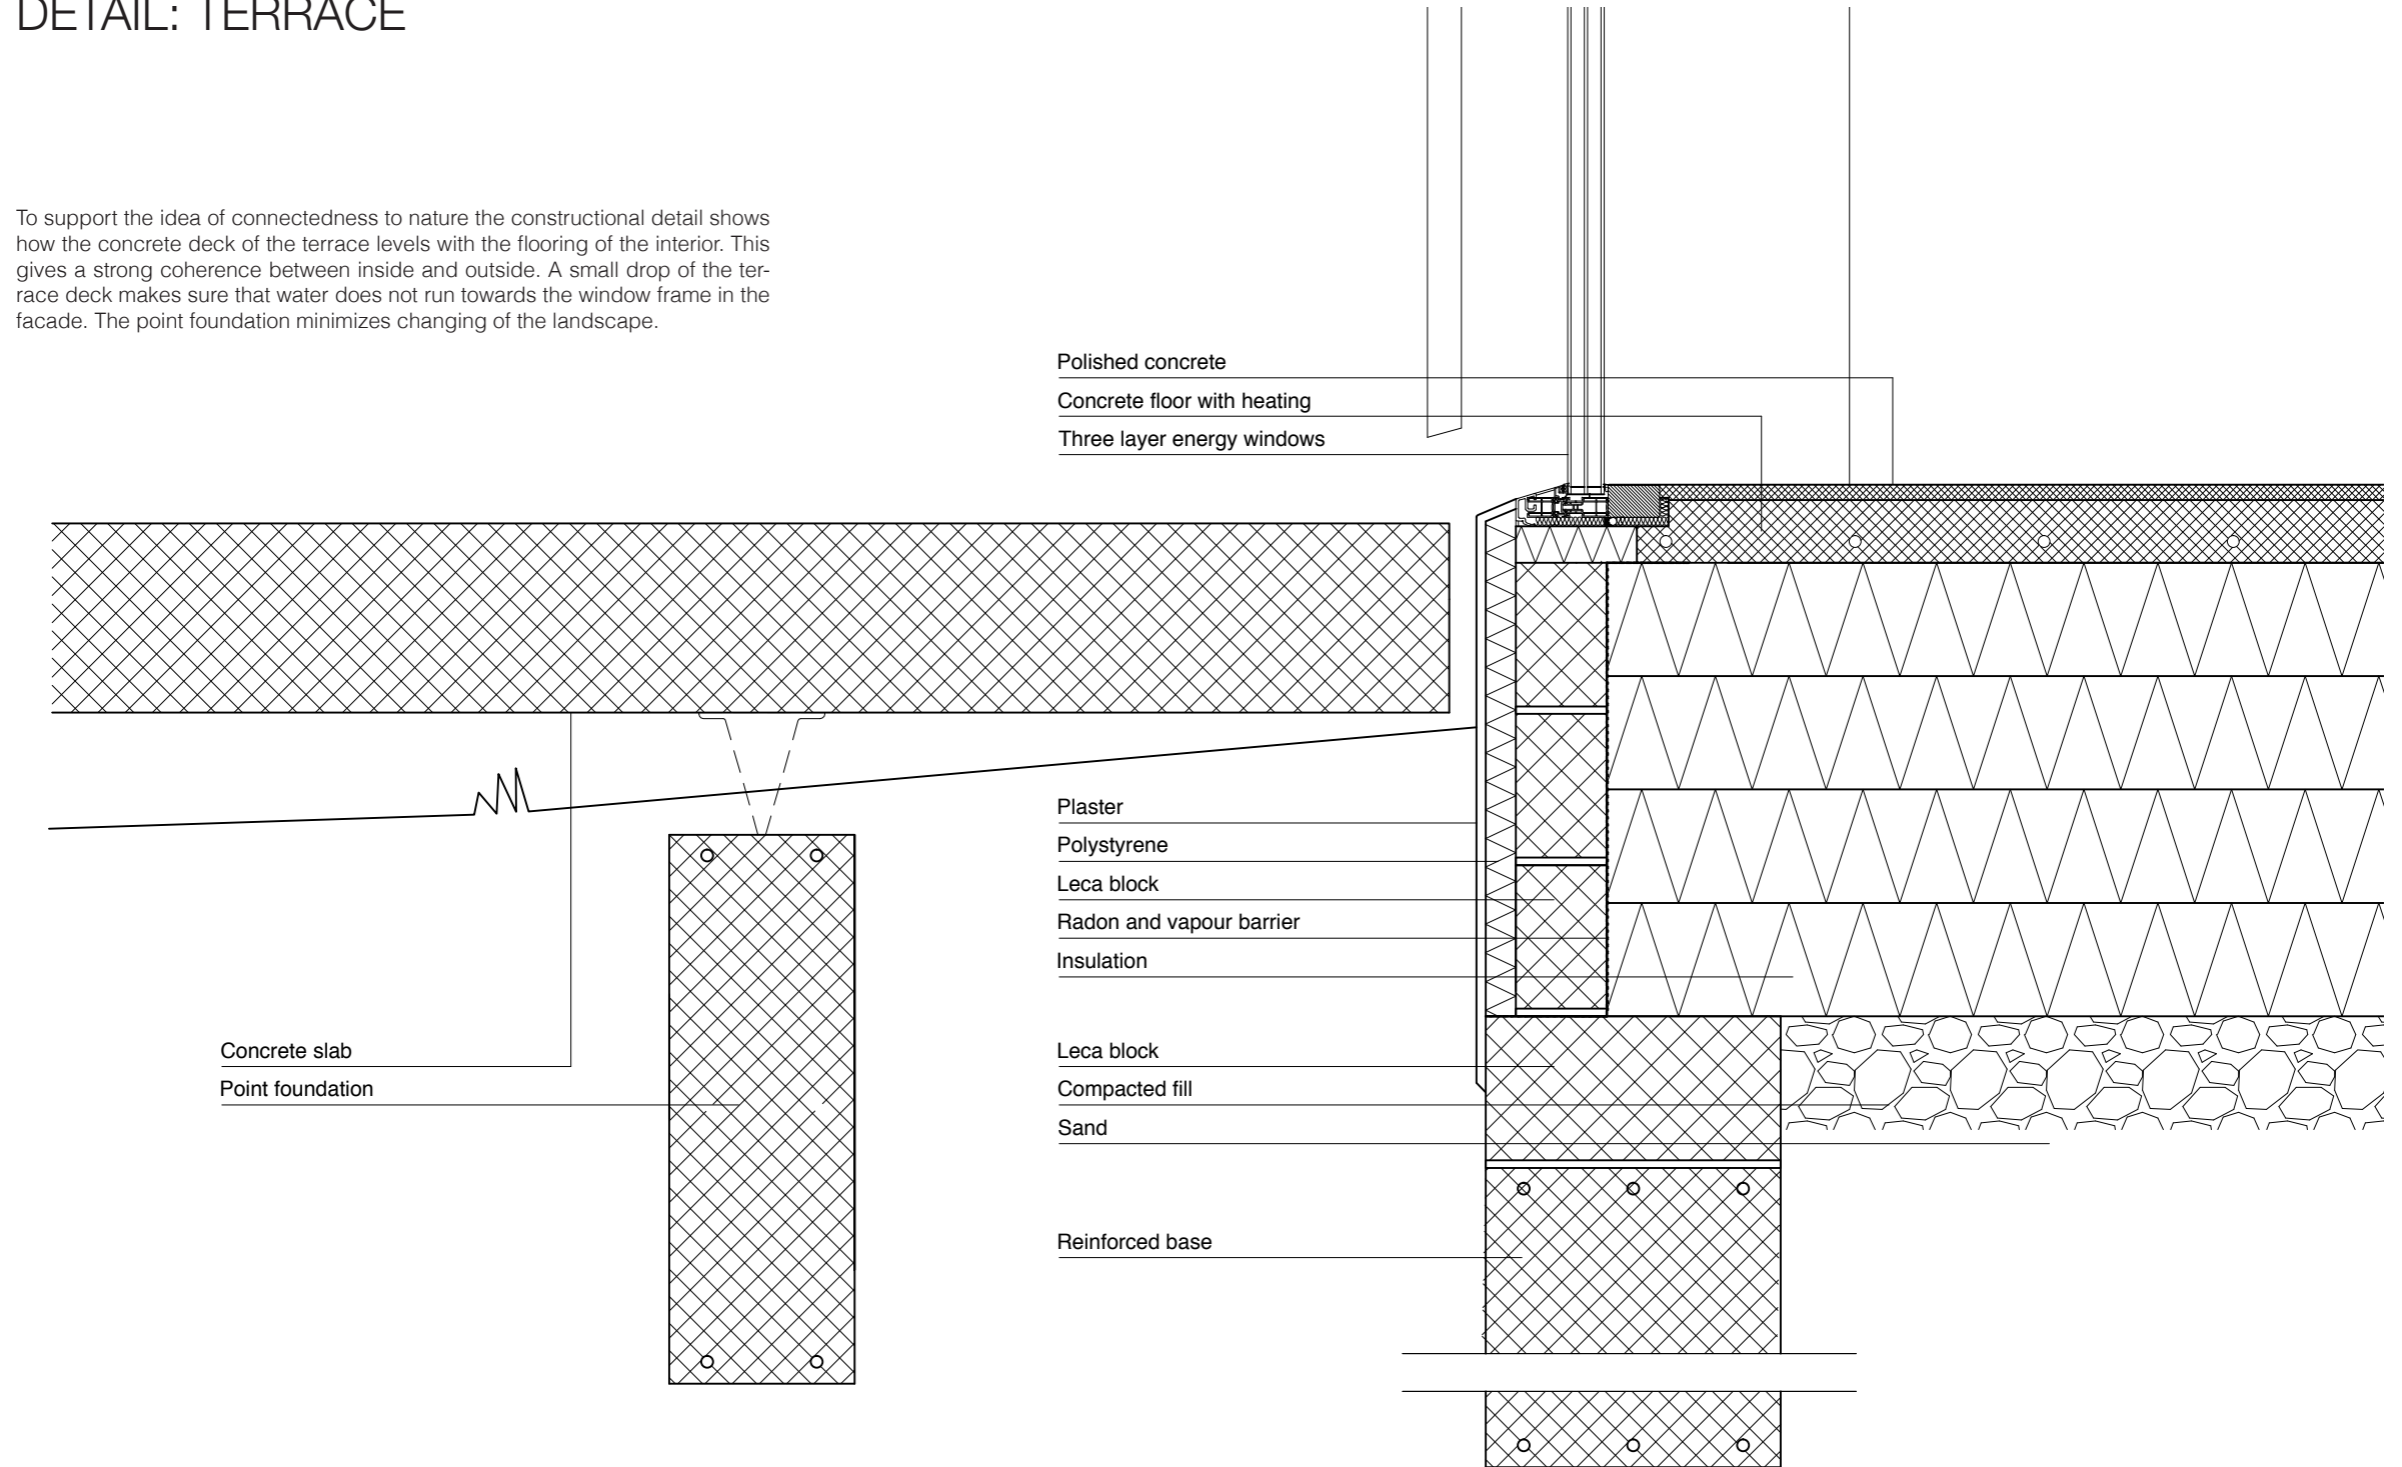 DETAIL: TERRACE
To support the idea of connectedness to nature the constructional detail shows
how the concrete deck of the terrace levels with the flooring of the interior. This
gives a strong coherence between inside and outside. A small drop of the ter-
race deck makes sure that water does not run towards the window frame in the
facade. The point foundation minimizes changing of the landscape.
Polished concrete
Concrete floor with heating
Three layer energy windows
Plaster
Polystyrene
Leca block
Radon and vapour barrier
Insulation
Concrete slab
Point foundation
Leca block
Compacted fill
Sand
Reinforced base